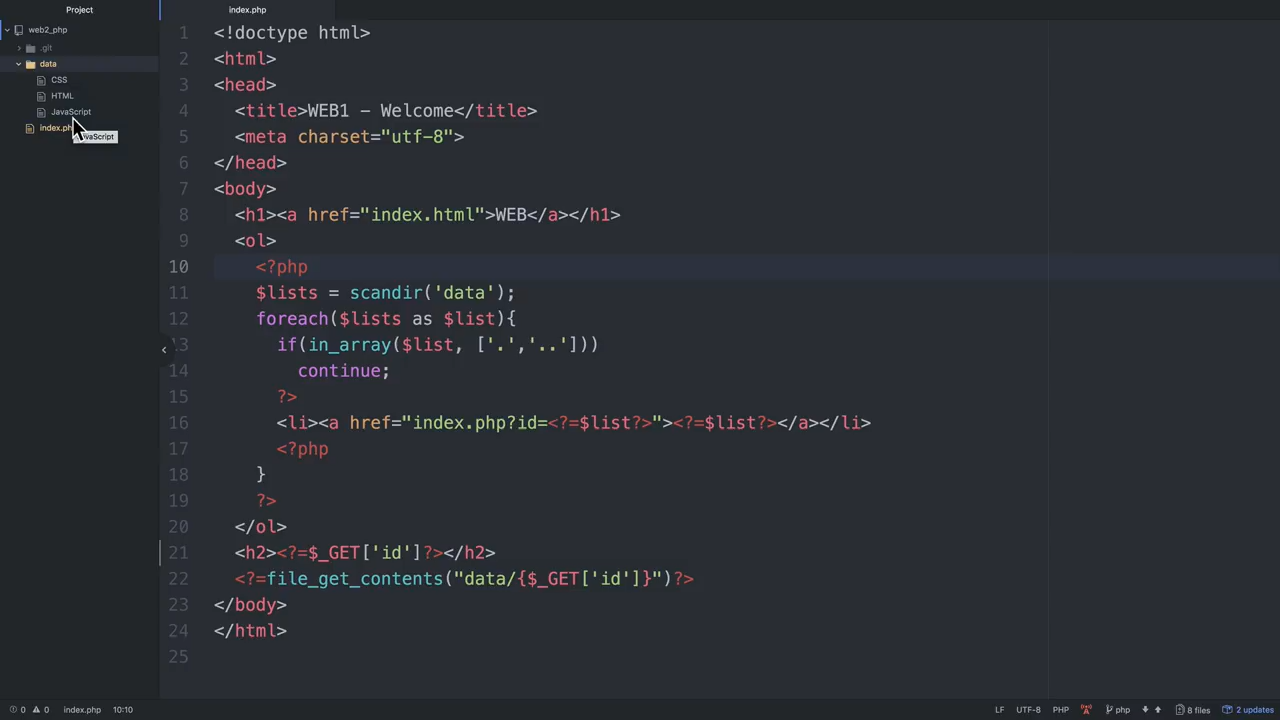 Project
index.php
web2_php
.git
data
CSS
HTML
JavaScript
index.ph
JavaScript
1 <!doctype html>
2 <html>
3 <head>
4 <title>WEB1 - Welcome</title>
5 <meta charset="utf-8">
6 </head>
7 <body>
8 <h1><a href="index.html">WEB</a></h1>
9 <ol>
10 <?php
11 $lists = scandir('data');
12 foreach($lists as $list){
13 if(in_array($list, ['.','..']))
14 continue;
15 ?>
16 <li><a href="index.php?id=<?=$list?>"><?=$list?></a></li>
17 <?php
18 }
19 ?>
20 </ol>
21 <h2><?=$_GET['id']?></h2>
22 <?=file_get_contents("data/{$_GET['id']}")?>
23 </body>
24 </html>
25
0 0 index.php 10:10 LF UTF-8 PHP php 8 files 2 updates